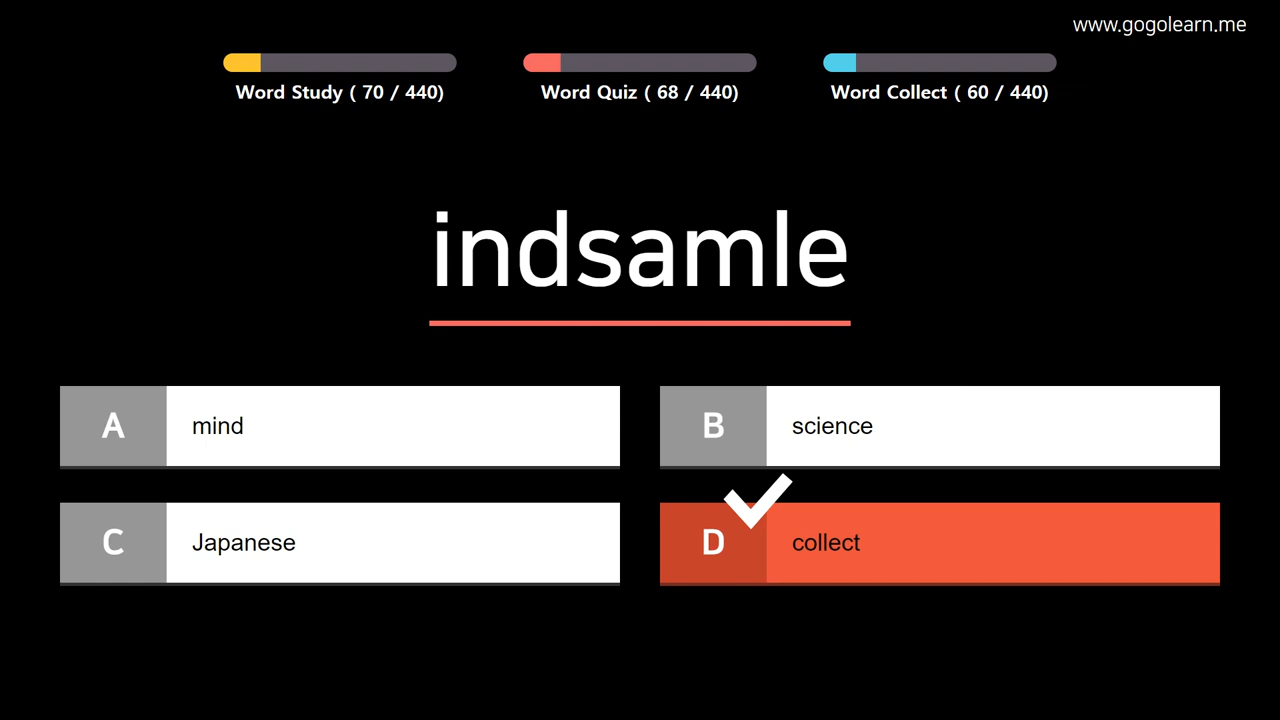 www.gogolearn.me
Word Study ( 70 / 440)
Word Quiz ( 68 / 440)
Word Collect ( 60 / 440)
indsamle
A mind
B science
C Japanese
D collect